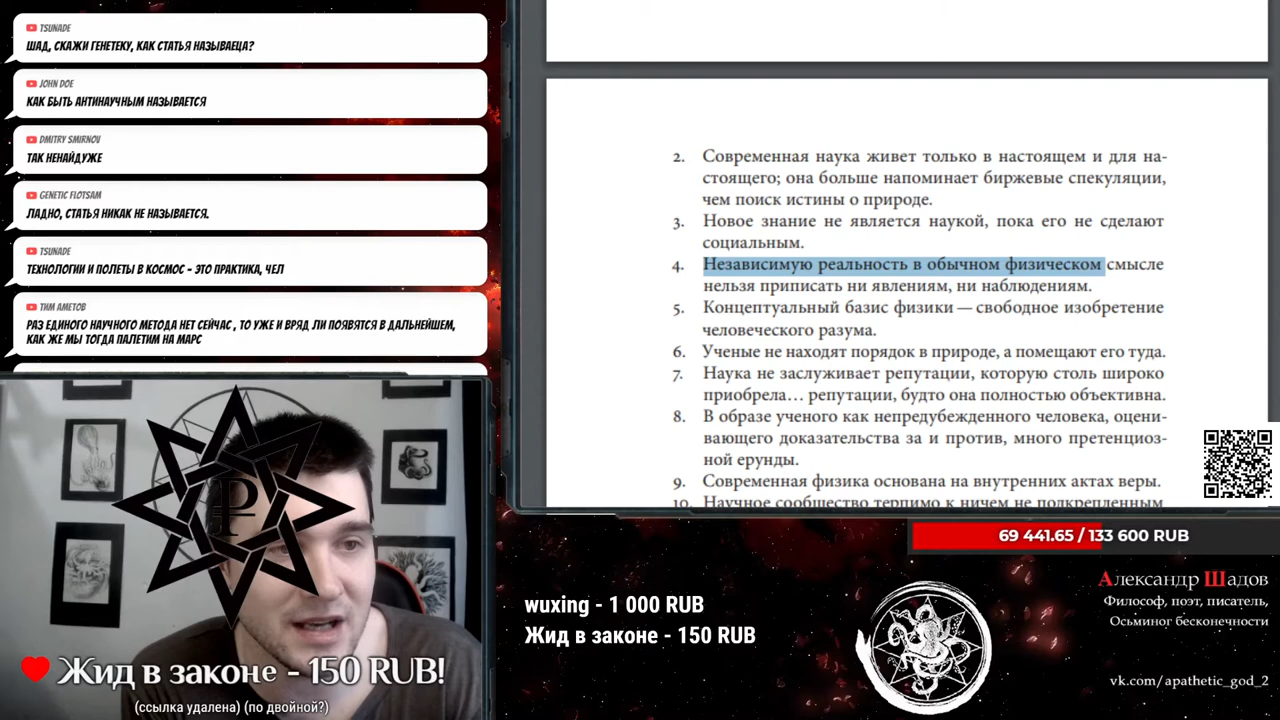 TSUNADE
ШАД, СКАЖИ ГЕНЕТЕКУ, КАК СТАТЬЯ НАЗЫВАЕЦА?
JOHN DOE
КАК БЫТЬ АНТИНАУЧНЫМ НАЗЫВАЕТСЯ
DMITRY SMIRNOV
ТАК НЕНАЙДУЖЕ
GENETIC FLOTSAM
ЛАДНО, СТАТЬЯ НИКАК НЕ НАЗЫВАЕТСЯ.
TSUNADE
ТЕХНОЛОГИИ И ПОЛЕТЫ В КОСМОС - ЭТО ПРАКТИКА, ЧЕЛ
ТИМ АМЕТОВ
РАЗ ЕДИНОГО НАУЧНОГО МЕТОДА НЕТ СЕЙЧАС , ТО УЖЕ И ВРЯД ЛИ ПОЯВЯТСЯ В ДАЛЬНЕЙШЕМ,
КАК ЖЕ МЫ ТОГДА ПАЛЕТИМ НА МАРС
2. Современная наука живет только в настоящем и для на-
стоящего; она больше напоминает биржевые спекуляции,
чем поиск истины о природе.
3. Новое знание не является наукой, пока его не сделают
социальным.
4. Независимую реальность в обычном физическом смысле
нельзя приписать ни явлениям, ни наблюдениям.
5. Концептуальный базис физики — свободное изобретение
человеческого разума.
6. Ученые не находят порядок в природе, а помещают его туда.
7. Наука не заслуживает репутации, которую столь широко
приобрела… репутации, будто она полностью объективна.
8. В образе ученого как непредубежденного человека, оцени-
вающего доказательства за и против, много претенциоз-
ной ерунды.
9. Современная физика основана на внутренних актах веры.
10. Научное сообщество терпимо к ничем не подкрепленным
69 441.65 / 133 600 RUB
wuxing - 1 000 RUB
Жид в законе - 150 RUB
Александр Шадов
Философ, поэт, писатель,
Осьминог бесконечности
vk.com/apathetic_god_2
Жид в законе - 150 RUB!
(ссылка удалена) (по двойной?)